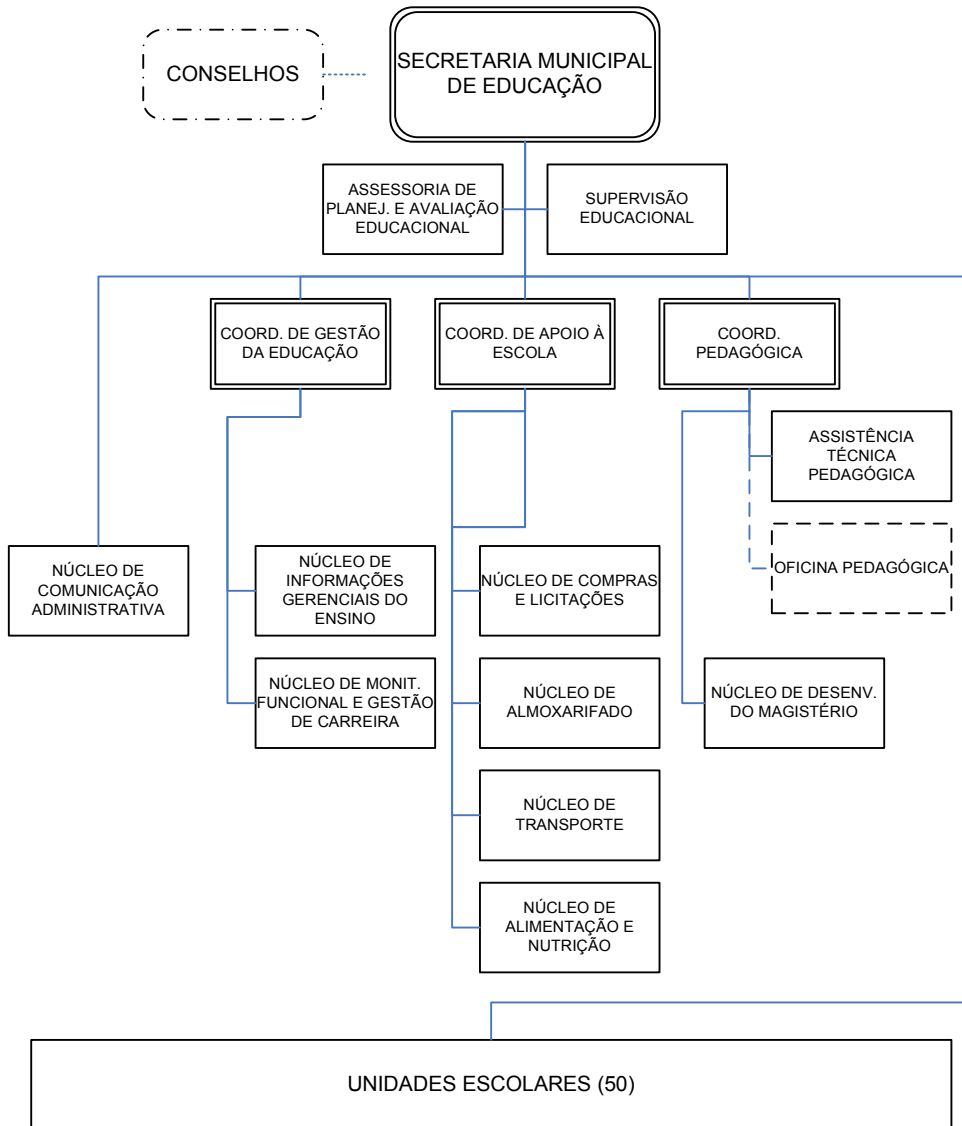 CONSELHOS
SECRETARIA MUNICIPAL
DE EDUCAÇÃO
ASSESSORIA DE
PLANEJ. E AVALIAÇÃO
EDUCACIONAL
SUPERVISÃO
EDUCACIONAL
COORD. DE GESTÃO
DA EDUCAÇÃO
COORD. DE APOIO À
ESCOLA
COORD.
PEDAGÓGICA
ASSISTÊNCIA
TÉCNICA
PEDAGÓGICA
OFICINA PEDAGÓGICA
NÚCLEO DE
COMUNICAÇÃO
ADMINISTRATIVA
NÚCLEO DE
INFORMAÇÕES
GERENCIAIS DO
ENSINO
NÚCLEO DE COMPRAS
E LICITAÇÕES
NÚCLEO DE MONIT.
FUNCIONAL E GESTÃO
DE CARREIRA
NÚCLEO DE
ALMOXARIFADO
NÚCLEO DE DESENV.
DO MAGISTÉRIO
NÚCLEO DE
TRANSPORTE
NÚCLEO DE
ALIMENTAÇÃO E
NUTRIÇÃO
UNIDADES ESCOLARES (50)